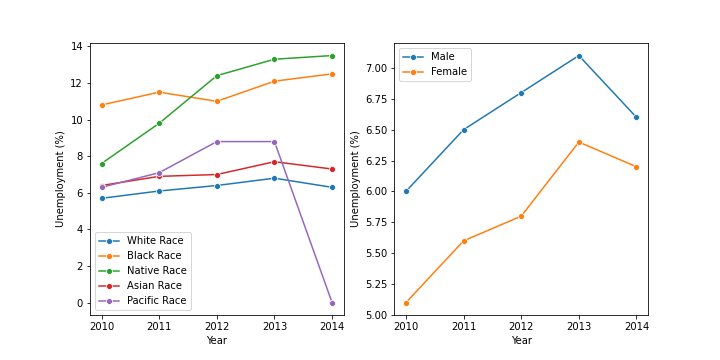 14
12
10
8
6
4
2
0
Unemployment (%)
White Race
Black Race
Native Race
Asian Race
Pacific Race
2010 2011 2012 2013 2014
Year
7.00
6.75
6.50
6.25
6.00
5.75
5.50
5.25
5.00
Unemployment (%)
Male
Female
2010 2011 2012 2013 2014
Year